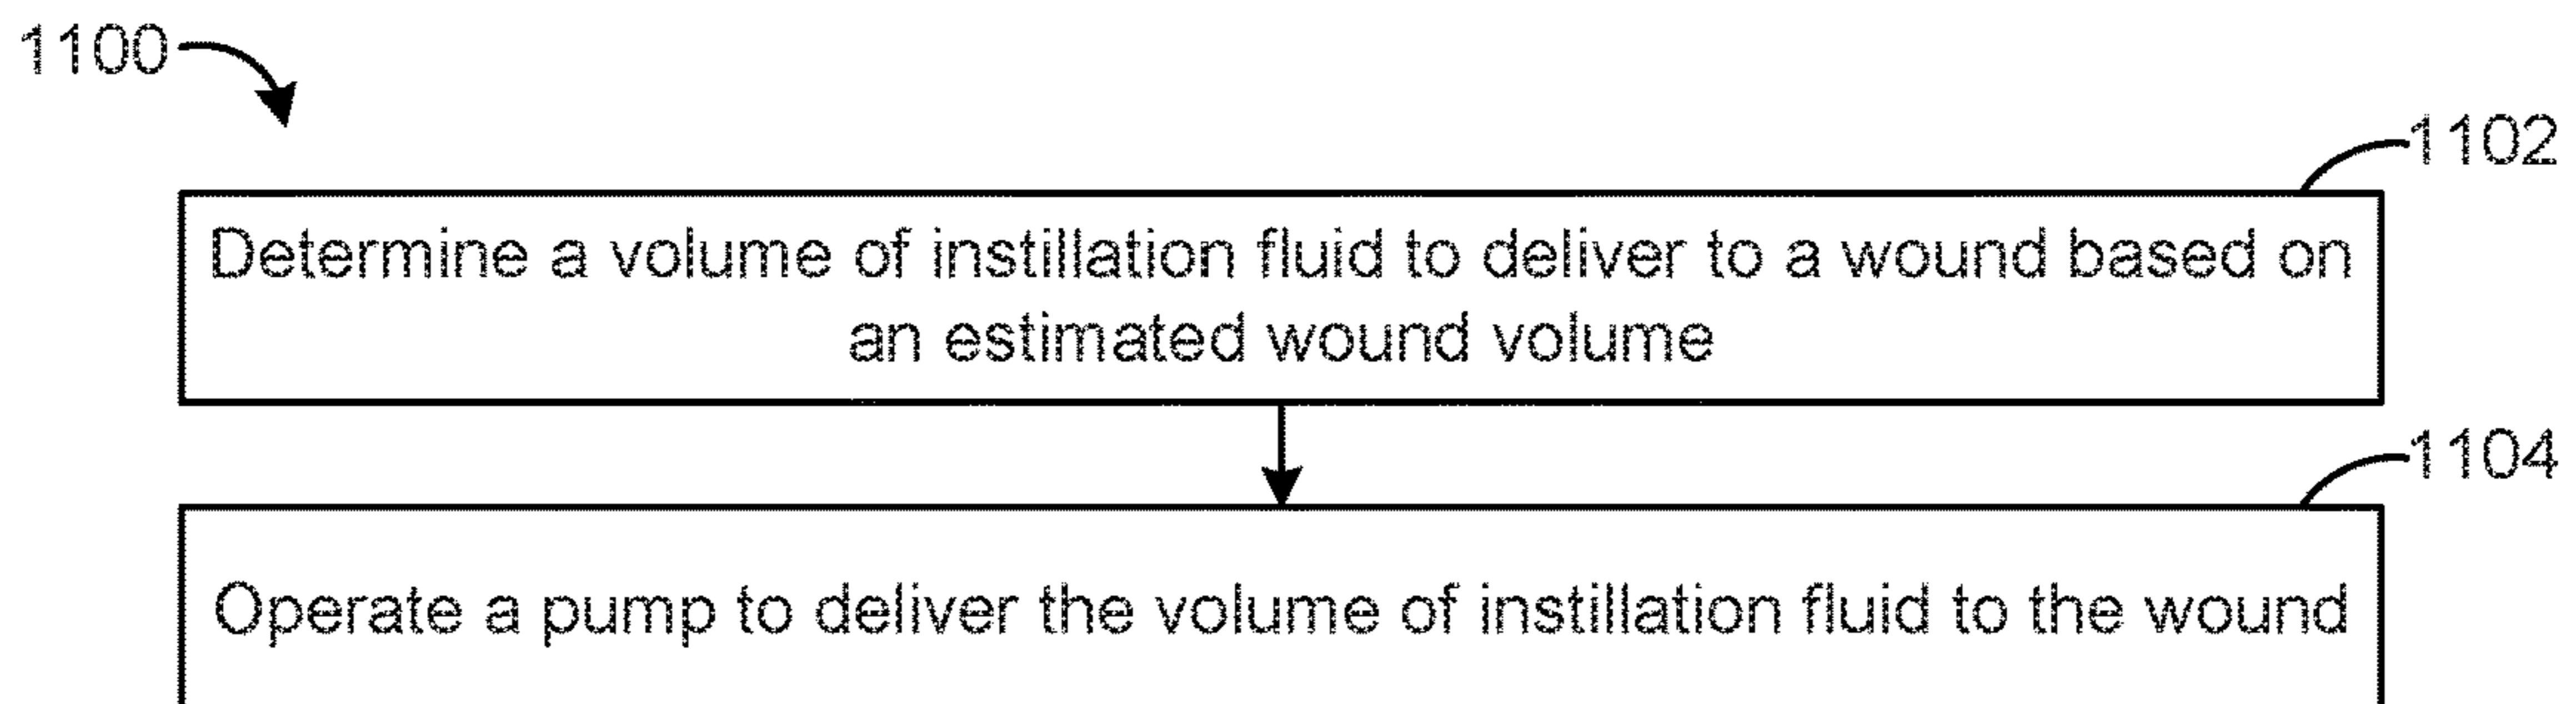 1100
1102
Determine a volume of instillation fluid to deliver to a wound based on
an estimated wound volume
1104
Operate a pump to deliver the volume of instillation fluid to the wound